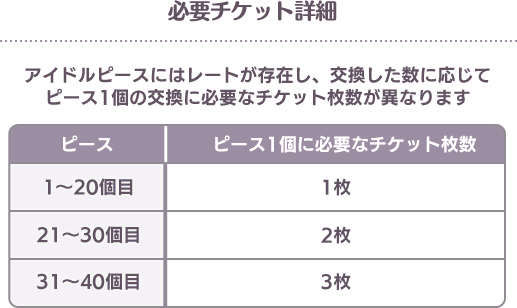 必要チケット詳細
アイドルピースにはレートが存在し、交換した数に応じて
ピース1個の交換に必要なチケット枚数が異なります
ピース ピース1個に必要なチケット枚数
1〜20個目 1枚
21〜30個目 2枚
31〜40個目 3枚